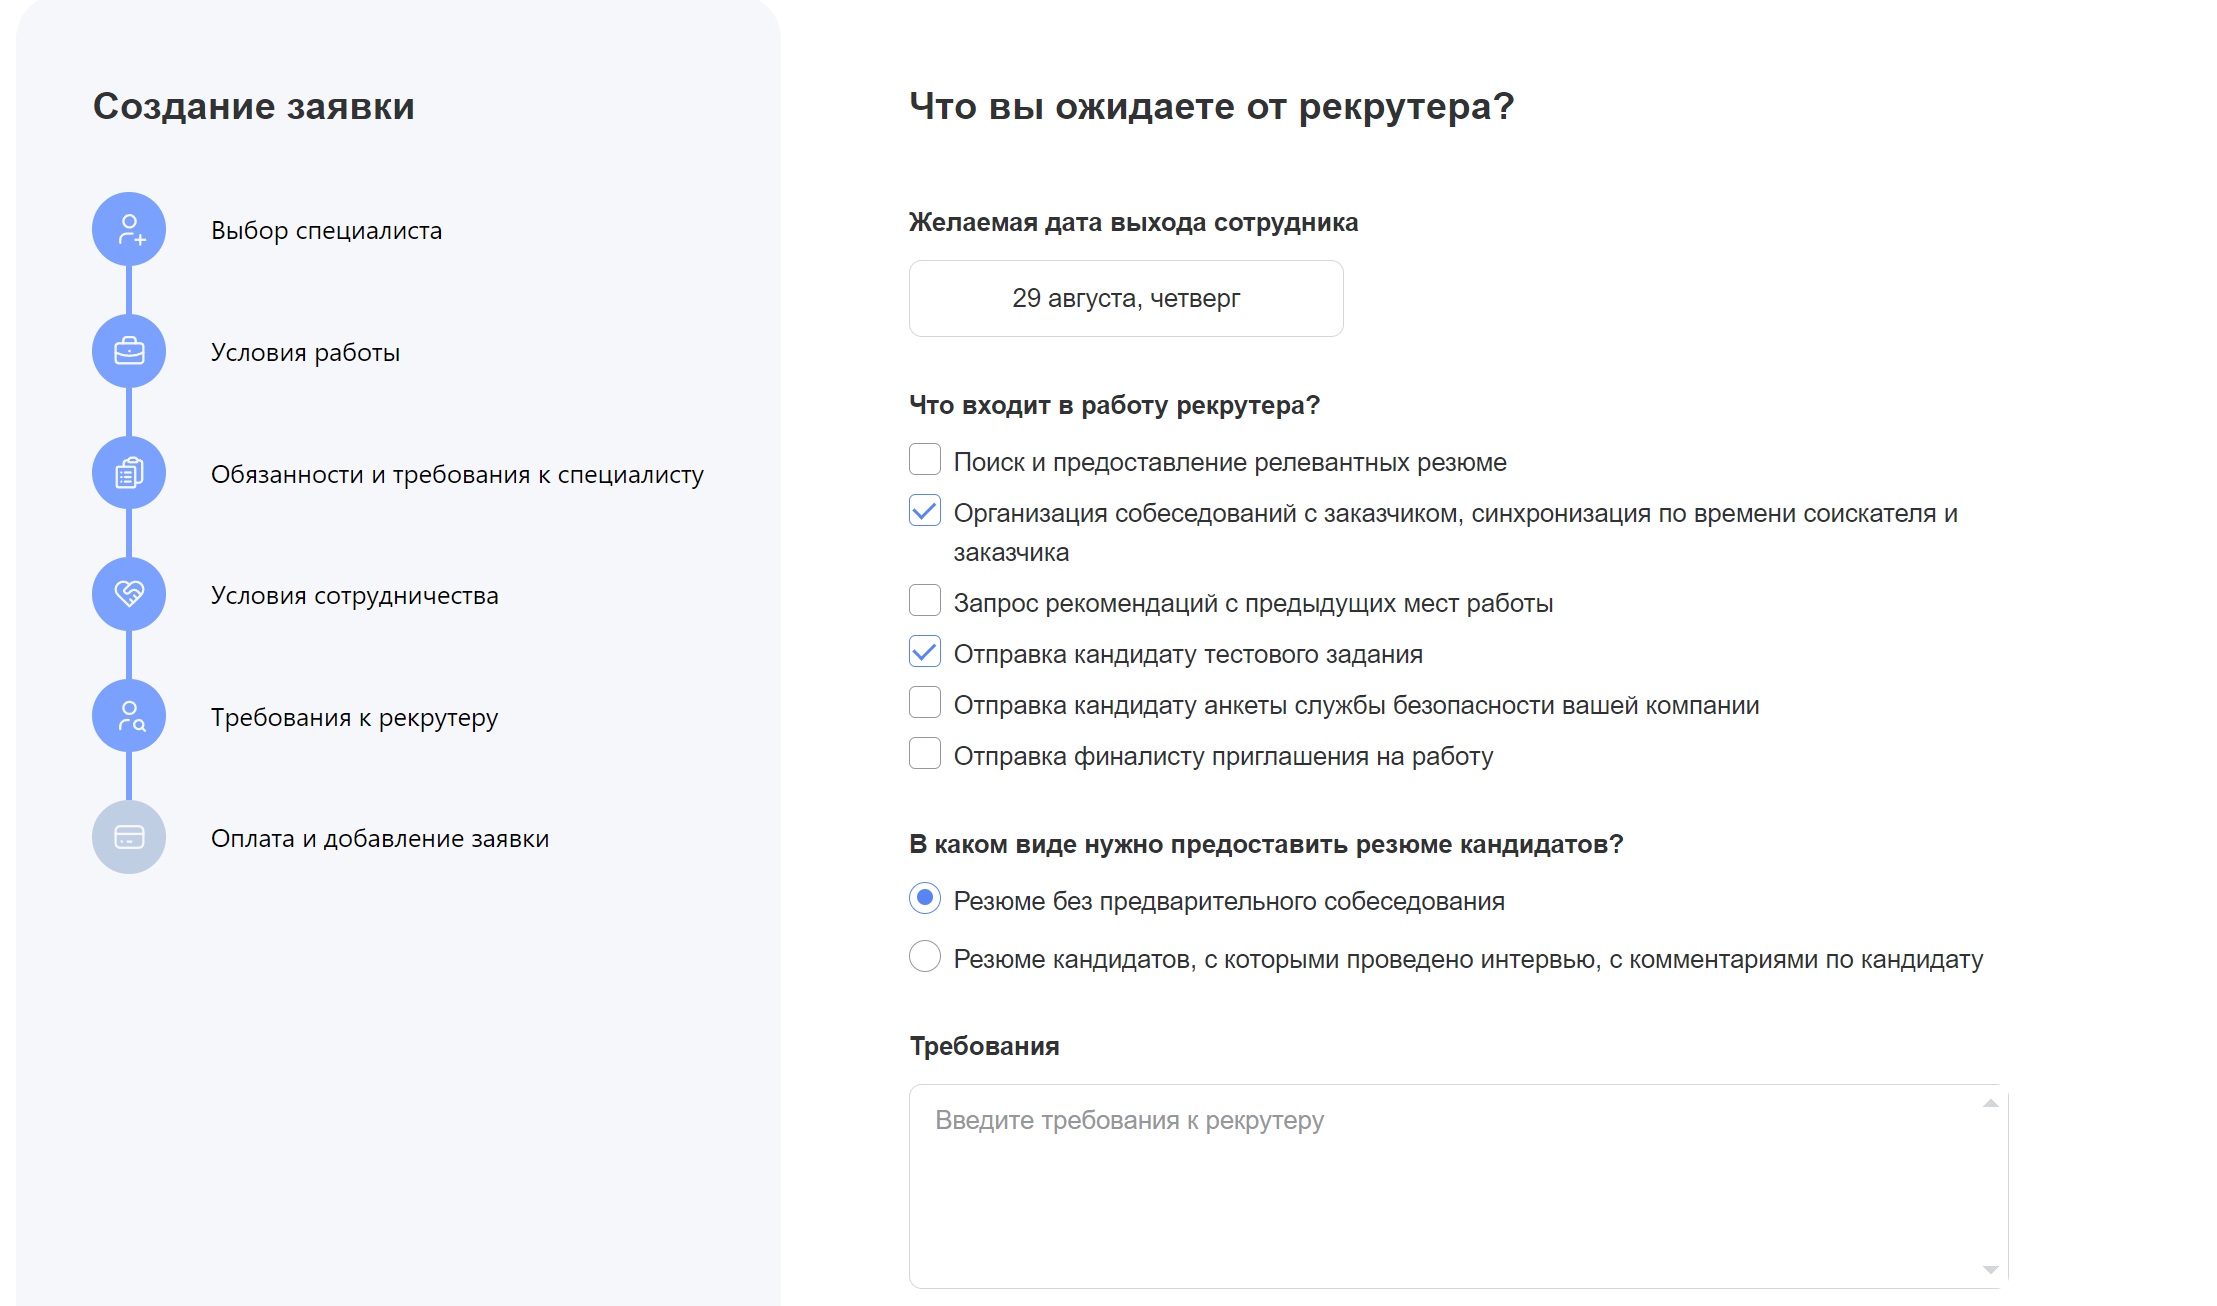 Создание заявки
Выбор специалиста
Условия работы
Обязанности и требования к специалисту
Условия сотрудничества
Требования к рекрутеру
Оплата и добавление заявки
Что вы ожидаете от рекрутера?
Желаемая дата выхода сотрудника
29 августа, четверг
Что входит в работу рекрутера?
Поиск и предоставление релевантных резюме
Организация собеседований с заказчиком, синхронизация по времени соискателя и
заказчика
Запрос рекомендаций с предыдущих мест работы
Отправка кандидату тестового задания
Отправка кандидату анкеты службы безопасности вашей компании
Отправка финалисту приглашения на работу
В каком виде нужно предоставить резюме кандидатов?
Резюме без предварительного собеседования
Резюме кандидатов, с которыми проведено интервью, с комментариями по кандидату
Требования
Введите требования к рекрутеру